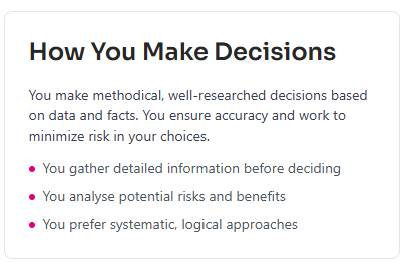 How You Make Decisions
You make methodical, well-researched decisions based
on data and facts. You ensure accuracy and work to
minimize risk in your choices.
You gather detailed information before deciding
You analyse potential risks and benefits
You prefer systematic, logical approaches